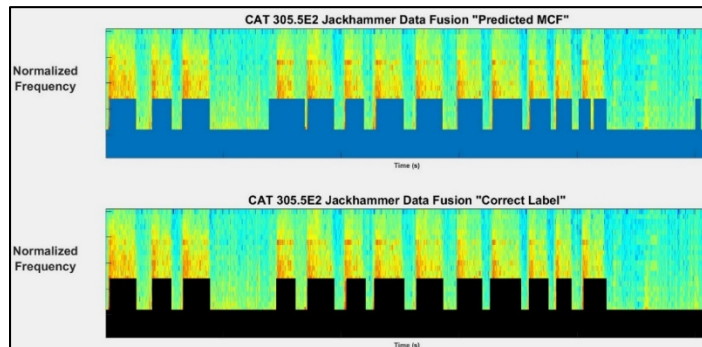 CAT 305.5E2 Jackhammer Data Fusion "Predicted MCF"
Normalized
Frequency
Time (s)
CAT 305.5E2 Jackhammer Data Fusion "Correct Label"
Normalized
Frequency
Time (s)